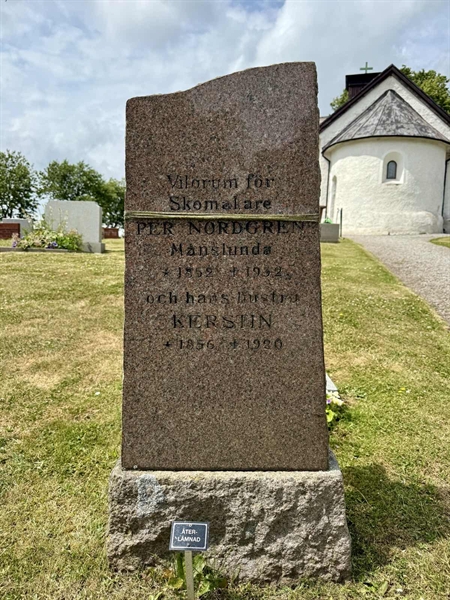 Vilorum för
Skomakare
PER NORDGREN
Månslunda
* 1852 + 1932
och hans hustru
KERSTIN
* 1856 + 1920
ÅTER-
LÄMNAD